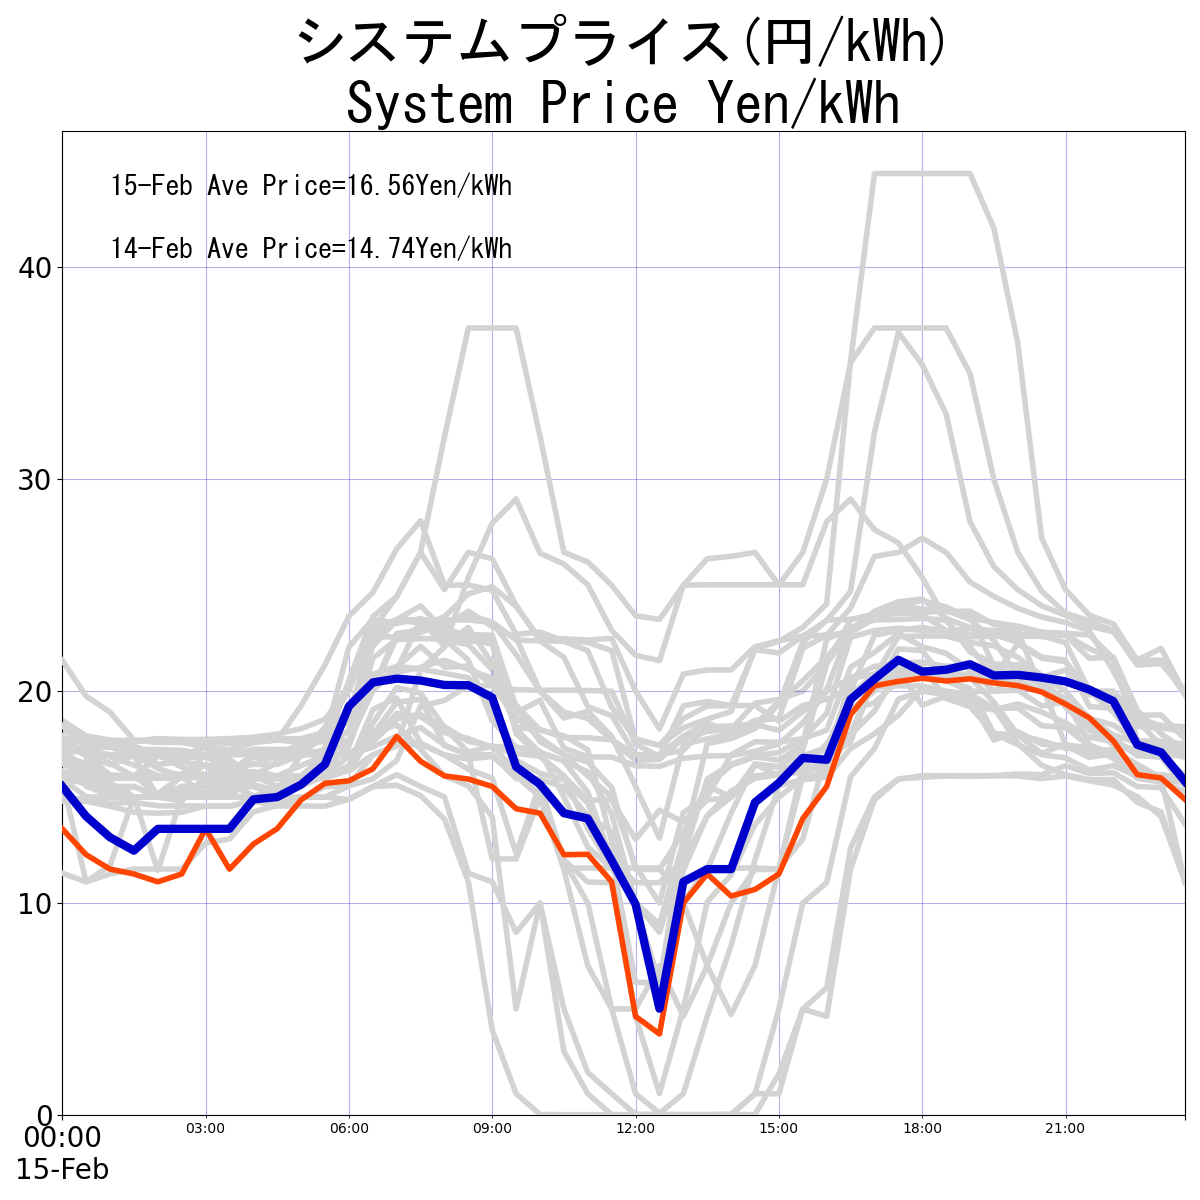 システムプライス(円/kWh)
System Price Yen/kWh
15-Feb Ave Price=16.56Yen/kWh
14-Feb Ave Price=14.74Yen/kWh
40
30
20
10
0
00:00 03:00 06:00 09:00 12:00 15:00 18:00 21:00
15-Feb